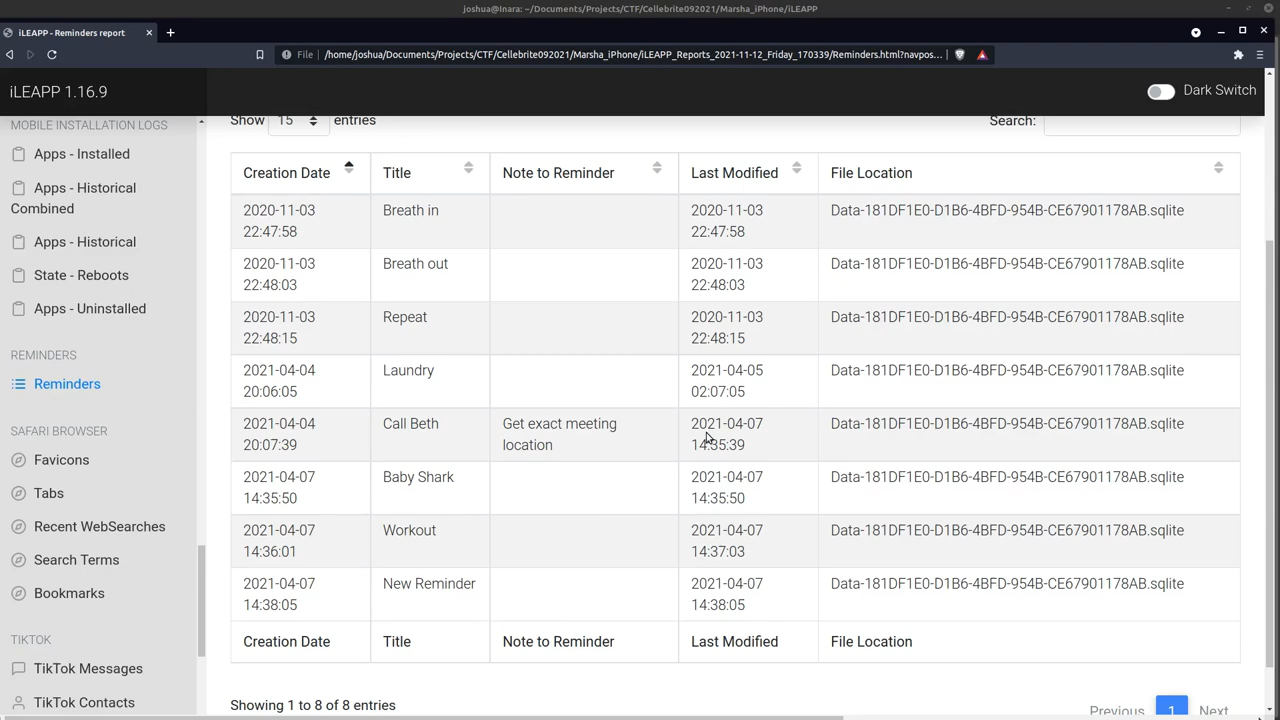 joshua@Inara: ~/Documents/Projects/CTF/Cellebrite092021/Marsha_iPhone/iLEAPP
iLEAPP - Reminders report
File
/home/joshua/Documents/Projects/CTF/Cellebrite092021/Marsha_iPhone/iLEAPP_Reports_2021-11-12_Friday_170339/Reminders.html?navpos...
iLEAPP 1.16.9
Dark Switch
MOBILE INSTALLATION LOGS
Apps - Installed
Apps - Historical
Combined
Apps - Historical
State - Reboots
Apps - Uninstalled
REMINDERS
Reminders
SAFARI BROWSER
Favicons
Tabs
Recent WebSearches
Search Terms
Bookmarks
TIKTOK
TikTok Messages
TikTok Contacts
Show 15 entries
Search:
Creation Date Title Note to Reminder Last Modified File Location
2020-11-03 Breath in 2020-11-03 Data-181DF1E0-D1B6-4BFD-954B-CE67901178AB.sqlite
22:47:58 22:47:58
2020-11-03 Breath out 2020-11-03 Data-181DF1E0-D1B6-4BFD-954B-CE67901178AB.sqlite
22:48:03 22:48:03
2020-11-03 Repeat 2020-11-03 Data-181DF1E0-D1B6-4BFD-954B-CE67901178AB.sqlite
22:48:15 22:48:15
2021-04-04 Laundry 2021-04-05 Data-181DF1E0-D1B6-4BFD-954B-CE67901178AB.sqlite
20:06:05 02:07:05
2021-04-04 Call Beth Get exact meeting 2021-04-07 Data-181DF1E0-D1B6-4BFD-954B-CE67901178AB.sqlite
20:07:39 location 14:35:39
2021-04-07 Baby Shark 2021-04-07 Data-181DF1E0-D1B6-4BFD-954B-CE67901178AB.sqlite
14:35:50 14:35:50
2021-04-07 Workout 2021-04-07 Data-181DF1E0-D1B6-4BFD-954B-CE67901178AB.sqlite
14:36:01 14:37:03
2021-04-07 New Reminder 2021-04-07 Data-181DF1E0-D1B6-4BFD-954B-CE67901178AB.sqlite
14:38:05 14:38:05
Creation Date Title Note to Reminder Last Modified File Location
Showing 1 to 8 of 8 entries
Previous 1 Next